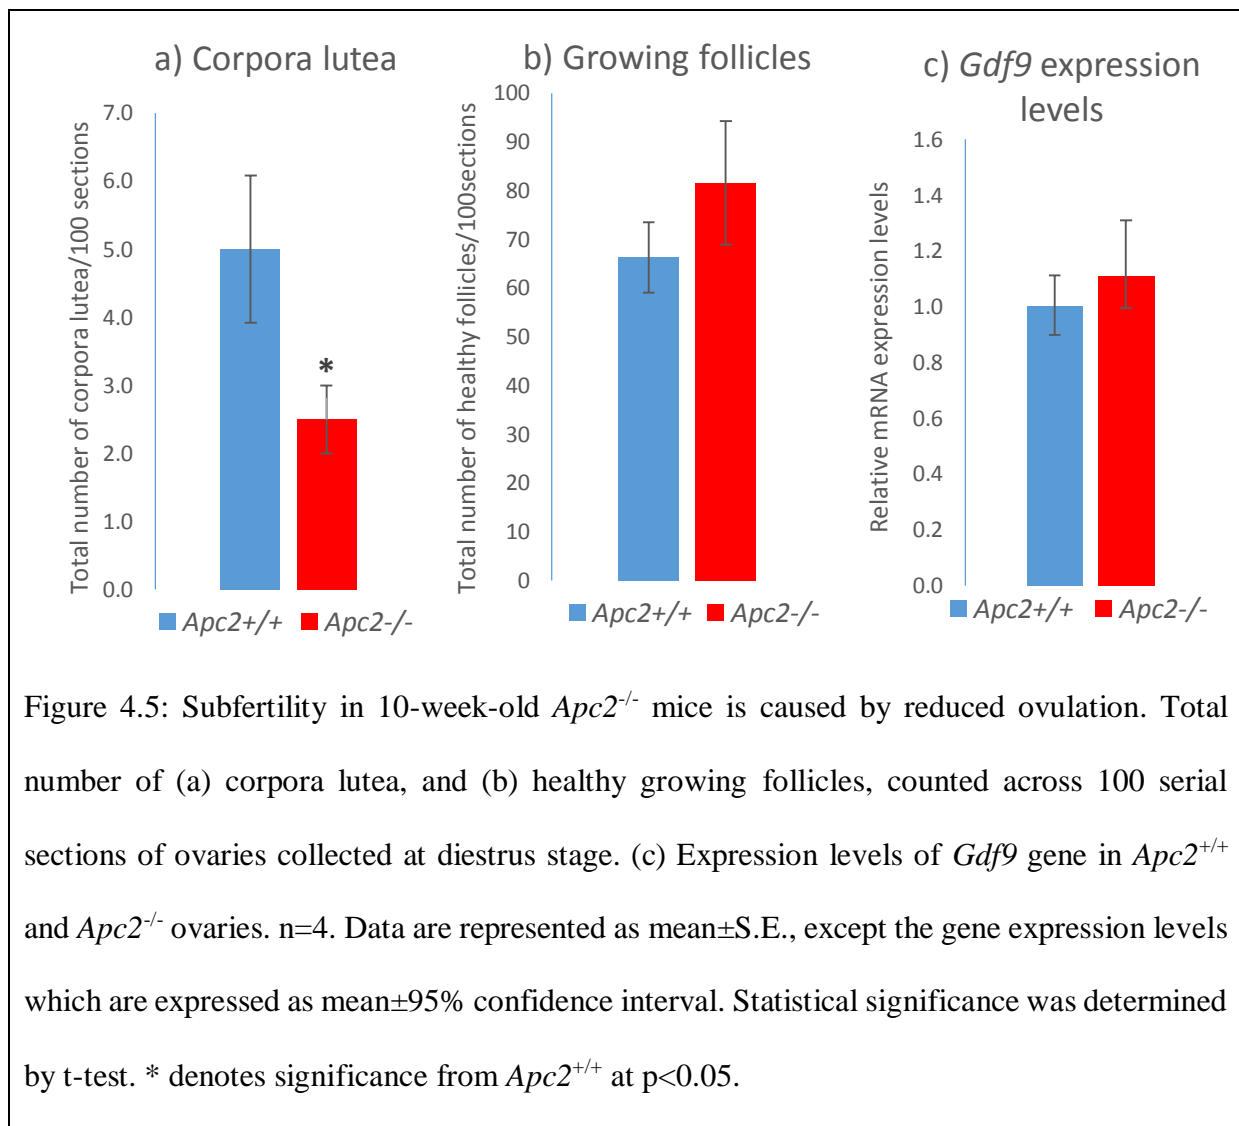 a) Corpora lutea
Total number of corpora lutea/100 sections
7.0
6.0
5.0
4.0
3.0
2.0
1.0
0.0
*
Apc2+/+ Apc2-/-
b) Growing follicles
Total number of healthy follicles/100sections
100
90
80
70
60
50
40
30
20
10
0
Apc2+/+ Apc2-/-
c) Gdf9 expression
levels
Relative mRNA expression levels
1.6
1.4
1.2
1.0
0.8
0.6
0.4
0.2
0.0
Apc2+/+ Apc2-/-
Figure 4.5: Subfertility in 10-week-old Apc2-/- mice is caused by reduced ovulation. Total
number of (a) corpora lutea, and (b) healthy growing follicles, counted across 100 serial
sections of ovaries collected at diestrus stage. (c) Expression levels of Gdf9 gene in Apc2+/+
and Apc2-/- ovaries. n=4. Data are represented as mean±S.E., except the gene expression levels
which are expressed as mean±95% confidence interval. Statistical significance was determined
by t-test. * denotes significance from Apc2+/+ at p<0.05.